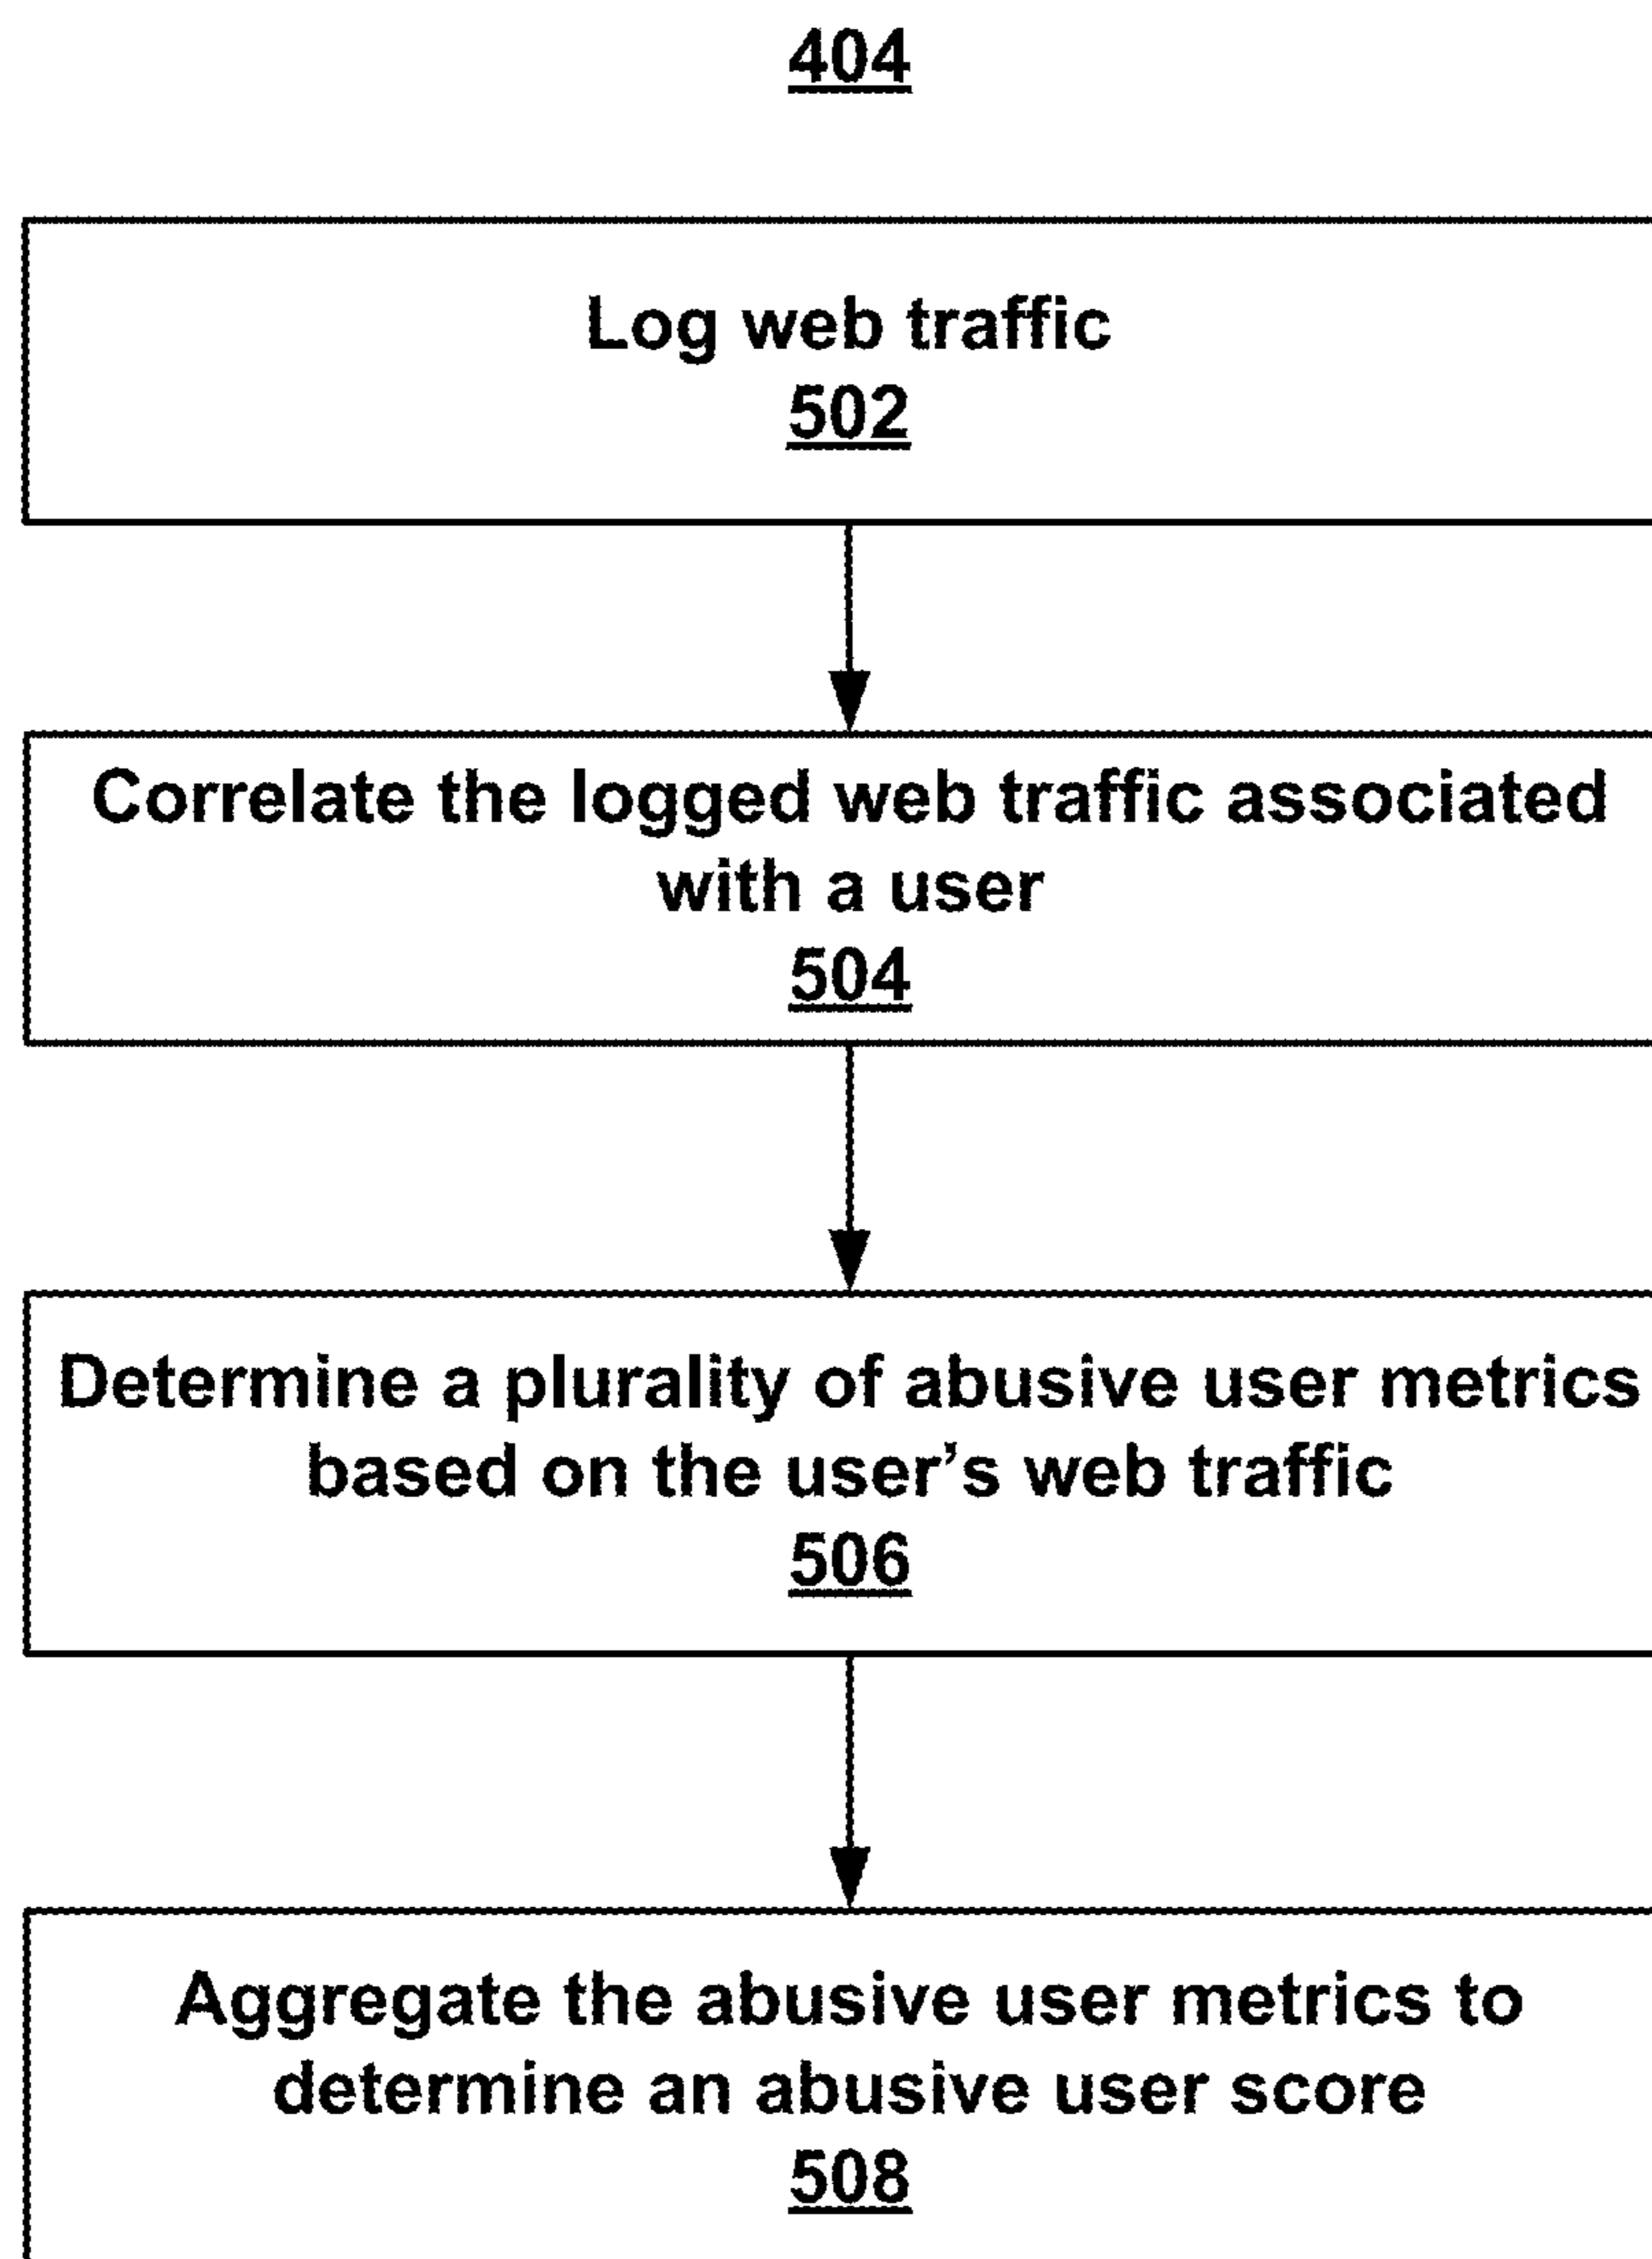 404
Log web traffic
502
Correlate the logged web traffic associated
with a user
504
Determine a plurality of abusive user metrics
based on the user’s web traffic
506
Aggregate the abusive user metrics to
determine an abusive user score
508